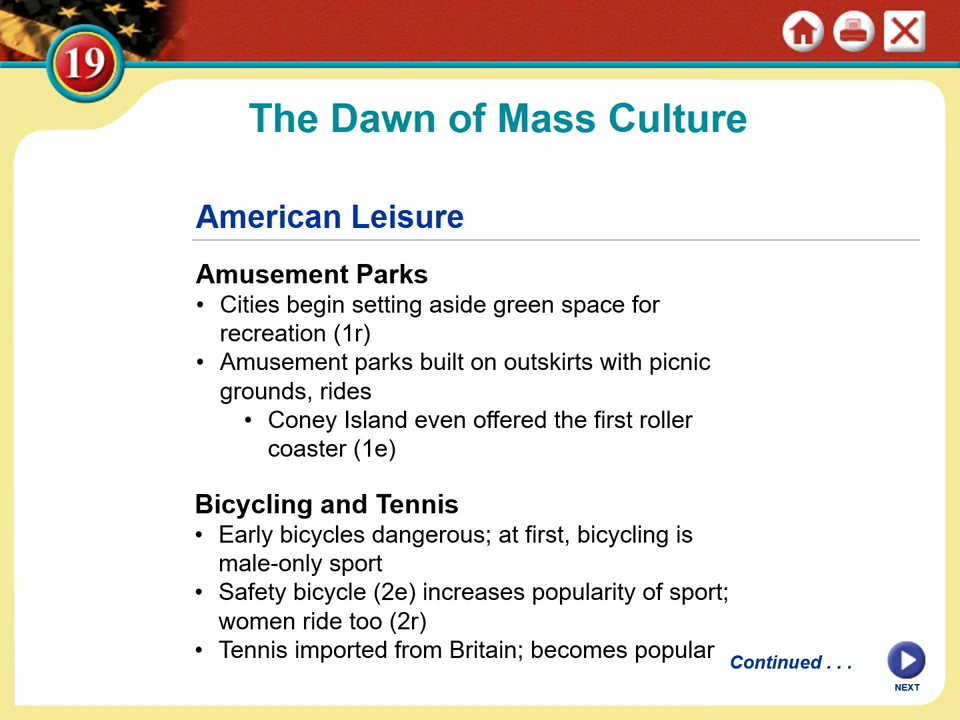 19
The Dawn of Mass Culture
American Leisure
Amusement Parks
• Cities begin setting aside green space for
recreation (1r)
• Amusement parks built on outskirts with picnic
grounds, rides
• Coney Island even offered the first roller
coaster (1e)
Bicycling and Tennis
• Early bicycles dangerous; at first, bicycling is
male-only sport
• Safety bicycle (2e) increases popularity of sport;
women ride too (2r)
• Tennis imported from Britain; becomes popular
Continued . . .
NEXT